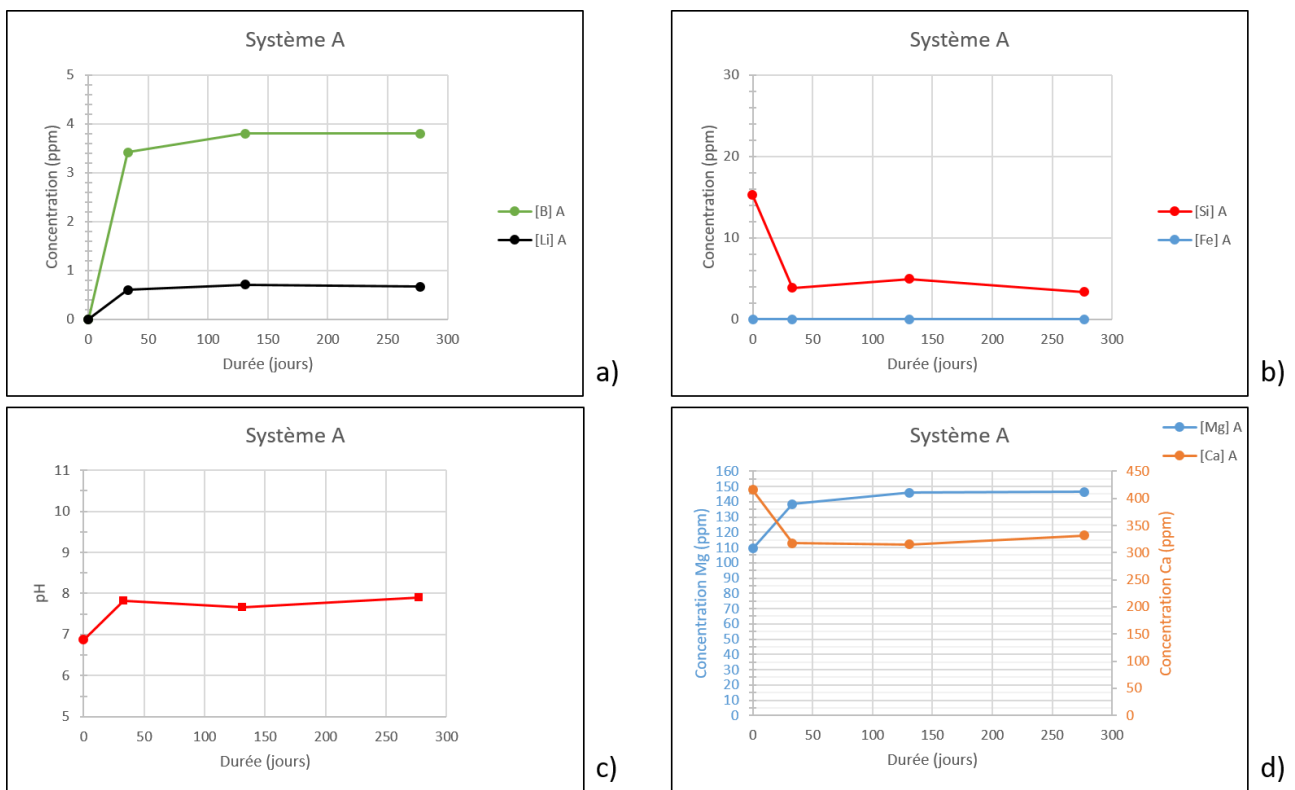 Système A
5
4
3
2
1
0
0 50 100 150 200 250 300
Concentration (ppm)
Durée (jours)
[B] A
[Li] A
a)
Système A
30
20
10
0
0 50 100 150 200 250 300
Concentration (ppm)
Durée (jours)
[Si] A
[Fe] A
b)
Système A
11
10
9
8
7
6
5
0 50 100 150 200 250 300
pH
Durée (jours)
c)
Système A
[Mg] A
[Ca] A
160
150
140
130
120
110
100
90
80
70
60
50
40
30
20
10
0
Concentration Mg (ppm)
450
400
350
300
250
200
150
100
50
0
Concentration Ca (ppm)
0 50 100 150 200 250 300
Durée (jours)
d)